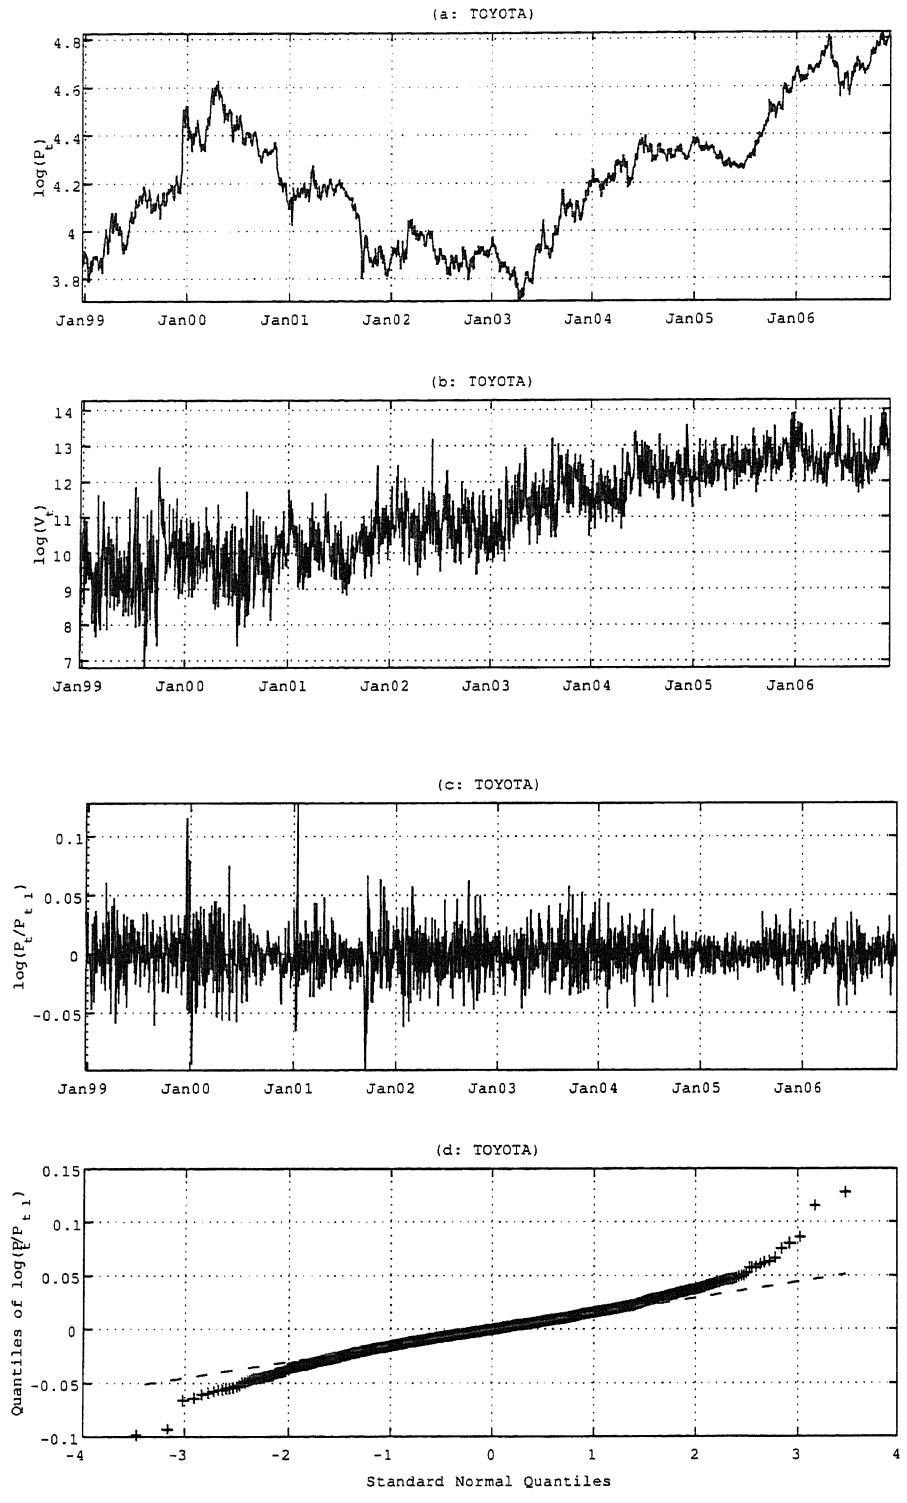 (a: TOYOTA)
4.8
4.6
4.4
4.2
4
3.8
log(P_t)
Jan99 Jan00 Jan01 Jan02 Jan03 Jan04 Jan05 Jan06
(b: TOYOTA)
14
13
12
11
10
9
8
7
log(V_t)
Jan99 Jan00 Jan01 Jan02 Jan03 Jan04 Jan05 Jan06
(c: TOYOTA)
0.1
0.05
0
-0.05
log(P_t/P_t 1)
Jan99 Jan00 Jan01 Jan02 Jan03 Jan04 Jan05 Jan06
(d: TOYOTA)
0.15
0.1
0.05
0
-0.05
-0.1
Quantiles of log(P_t/P_t 1)
-4 -3 -2 -1 0 1 2 3 4
Standard Normal Quantiles